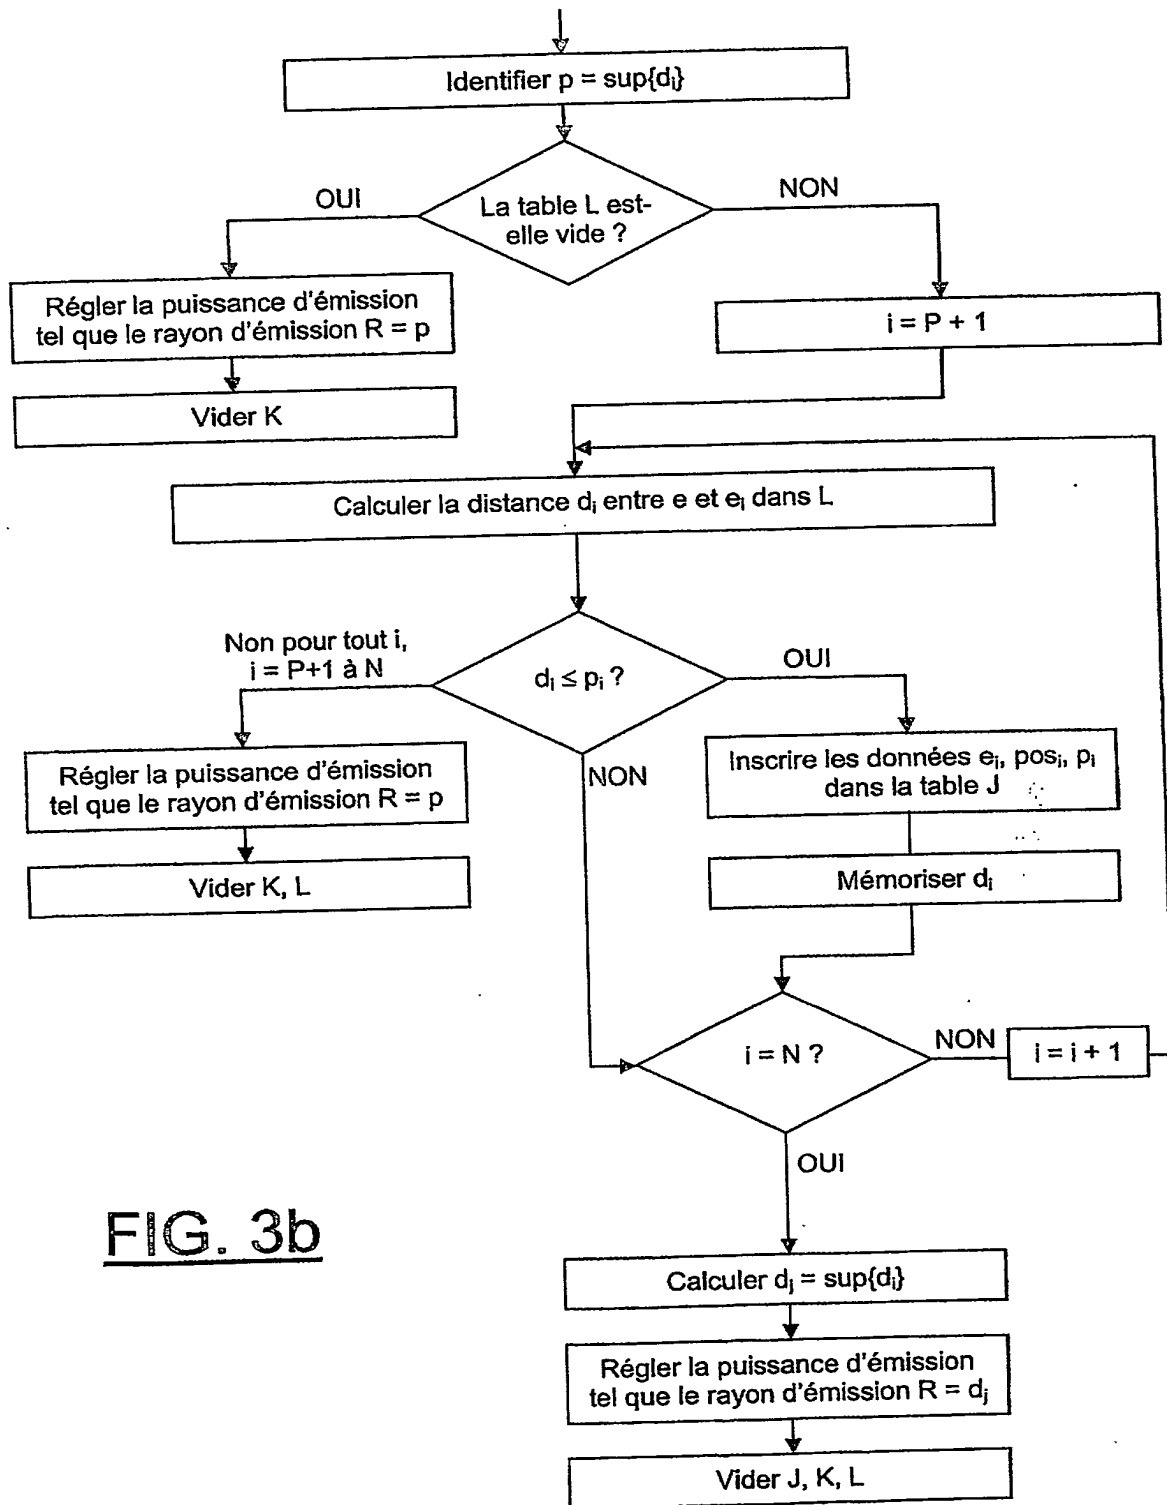 Identifier p = sup{dᵢ}
OUI
NON
La table L est-
elle vide ?
Régler la puissance d'émission
tel que le rayon d'émission R = p
i = P + 1
Vider K
Calculer la distance dᵢ entre e et eᵢ dans L
Non pour tout i,
i = P+1 à N
dᵢ ≤ pᵢ ?
OUI
Régler la puissance d'émission
tel que le rayon d'émission R = p
NON
Inscrire les données eᵢ, posᵢ, pᵢ
dans la table J
Vider K, L
Mémoriser dᵢ
i = N ?
NON
i = i + 1
OUI
FIG. 3b
Calculer dⱼ = sup{dᵢ}
Régler la puissance d'émission
tel que le rayon d'émission R = dⱼ
Vider J, K, L